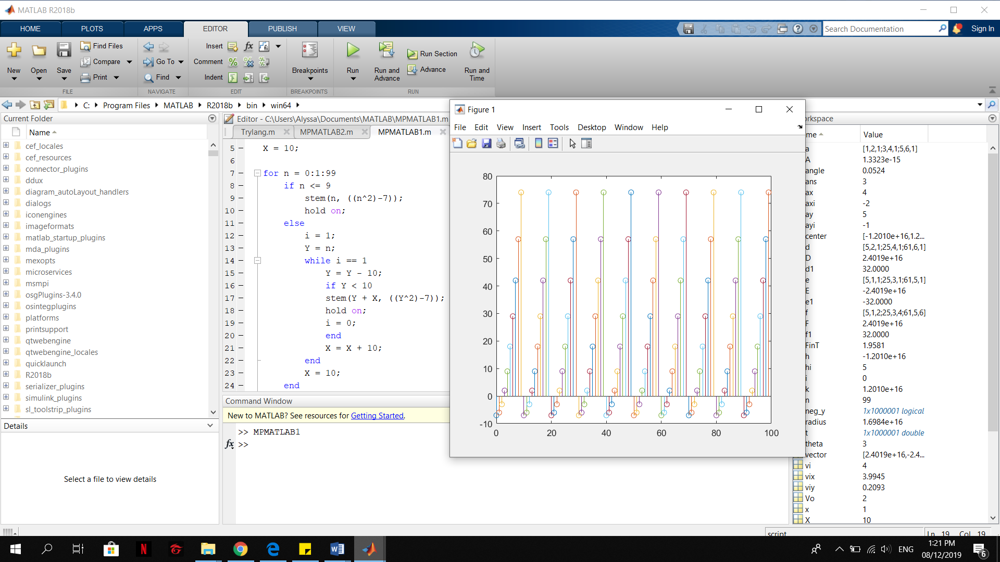 MATLAB R2018b
HOME PLOTS APPS EDITOR PUBLISH VIEW
Search Documentation Sign In
New Open Save Find Files Compare Print
Go To Find
Insert Comment Indent fx
Breakpoints
Run Run and Advance Run Section Advance Run and Time
FILE NAVIGATE EDIT BREAKPOINTS RUN
C: Program Files MATLAB R2018b bin win64
Current Folder
Name
cef_locales
cef_resources
connector_plugins
ddux
diagram_autoLayout_handlers
dialogs
iconengines
imageformats
matlab_startup_plugins
mda_plugins
mexopts
microservices
msmpi
osgPlugins-3.4.0
osintegplugins
platforms
printsupport
qtwebengine
qtwebengine_locales
quicklaunch
R2018b
serializer_plugins
simulink_plugins
sl_toolstrip_plugins
Details
Select a file to view details
Editor - C:\Users\Alyssa\Documents\MATLAB\MPMATLAB1.m
Trylang.m MPMATLAB2.m MPMATLAB1.m
5 – X = 10;
6
7 – for n = 0:1:99
8 – if n <= 9
9 – stem(n, ((n^2)-7));
10 – hold on;
11 – else
12 – i = 1;
13 – Y = n;
14 – while i == 1
15 – Y = Y - 10;
16 – if Y < 10
17 – stem(Y + X, ((Y^2)-7));
18 – hold on;
19 – i = 0;
20 – end
21 – X = X + 10;
22 – end
23 – X = 10;
24 – end
Command Window
New to MATLAB? See resources for Getting Started.
>> MPMATLAB1
fx >>
Figure 1
File Edit View Insert Tools Desktop Window Help
80
70
60
50
40
30
20
10
0
-10
0 20 40 60 80 100
orkspace
me Value
a [1,2,1;3,4,1;5,6,1]
A 1.3323e-15
angle 0.0524
ans 3
ax 4
axi -2
ay 5
ayi -1
center [-1.2010e+16,1.2...
d [5,2,1;25,4,1;61,6,1]
D 2.4019e+16
d1 32.0000
e [5,1,1;25,3,1;61,5,1]
E -2.4019e+16
e1 -32.0000
f [5,1,2;25,3,4;61,5,6]
F 2.4019e+16
f1 32.0000
FinT 1.9581
h -1.2010e+16
hi 5
i 0
k 1.2010e+16
n 99
neg_y 1x1000001 logical
radius 1.6984e+16
t 1x1000001 double
theta 3
vector [2.4019e+16,-2.4...
vi 4
vix 3.9945
viy 0.2093
Vo 2
x 1
X 10
script Ln 19 Col 19
ENG
1:21 PM
08/12/2019
6